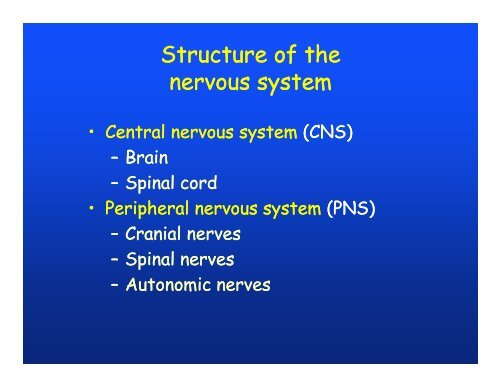 Structure of the
nervous system
• Central nervous system (CNS)
– Brain
– Spinal cord
• Peripheral nervous system (PNS)
– Cranial nerves
– Spinal nerves
– Autonomic nerves